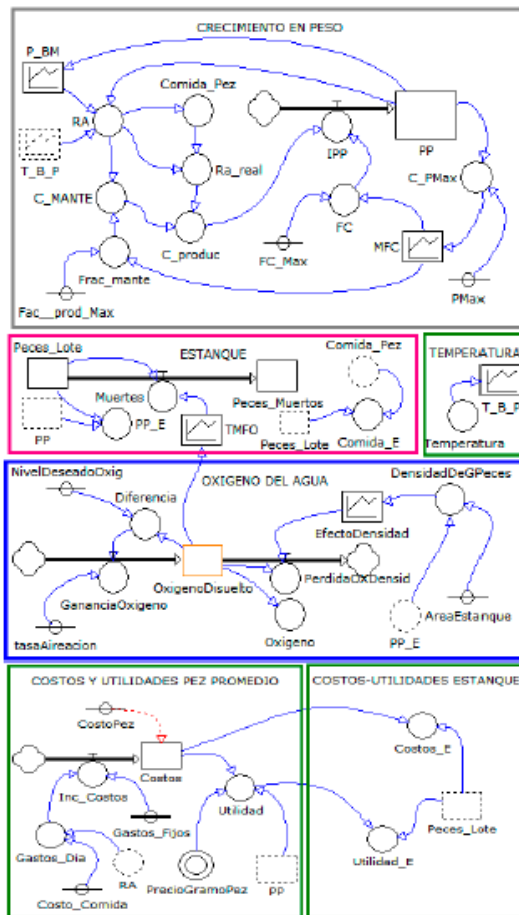 CRECIMIENTO EN PESO
P_BM
Comida_Pez
RA
T_B_P
IPP
PP
Ra_real
C_PMax
C_MANTE
FC
MFC
C_produc
FC_Max
Frac_mante
PMax
Fac__prod_Max
Peces_Lote
ESTANQUE
Comida_Pez
TEMPERATURA
Muertes
Peces_Muertos
T_B_P
PP
PP_E
TMFO
Peces_Lote
Comida_E
Temperatura
NivelDeseadoOxig
OXIGENO DEL AGUA
DensidadDeGPeces
Diferencia
EfectoDensidad
GananciaOxigeno
OxigenoDisuelto
PerdidaOxDensid
AreaEstanque
tasaAireacion
Oxigeno
PP_E
COSTOS Y UTILIDADES PEZ PROMEDIO
COSTOS-UTILIDADES ESTANQUE
CostoPez
Costos
Costos_E
Inc_Costos
Utilidad
Gastos_Fijos
Peces_Lote
Gastos_Dia
Utilidad_E
RA
PrecioGramoPez
PP
Costo_Comida